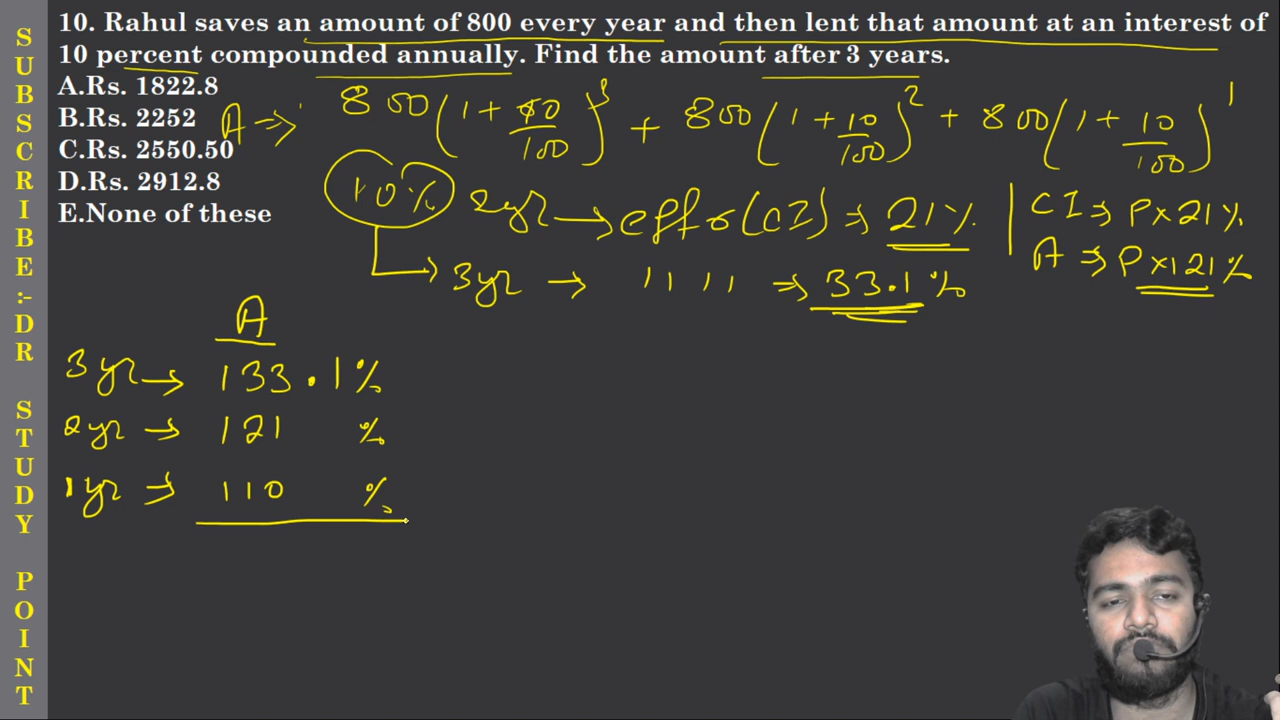 SUBSCRIBE:-DR STUDY POINT
10. Rahul saves an amount of 800 every year and then lent that amount at an interest of
10 percent compounded annually. Find the amount after 3 years.
A.Rs. 1822.8
B.Rs. 2252
C.Rs. 2550.50
D.Rs. 2912.8
E.None of these
A ⇒ 800(1 + 10/100)³ + 800(1 + 10/100)² + 800(1 + 10/100)¹
10% 2yr → eff r(CI) ⇒ 21% | CI ⇒ P×21%
3yr → '' '' ⇒ 33.1% A ⇒ P×121%
A
3yr → 133.1%
2yr → 121 %
1yr → 110 %